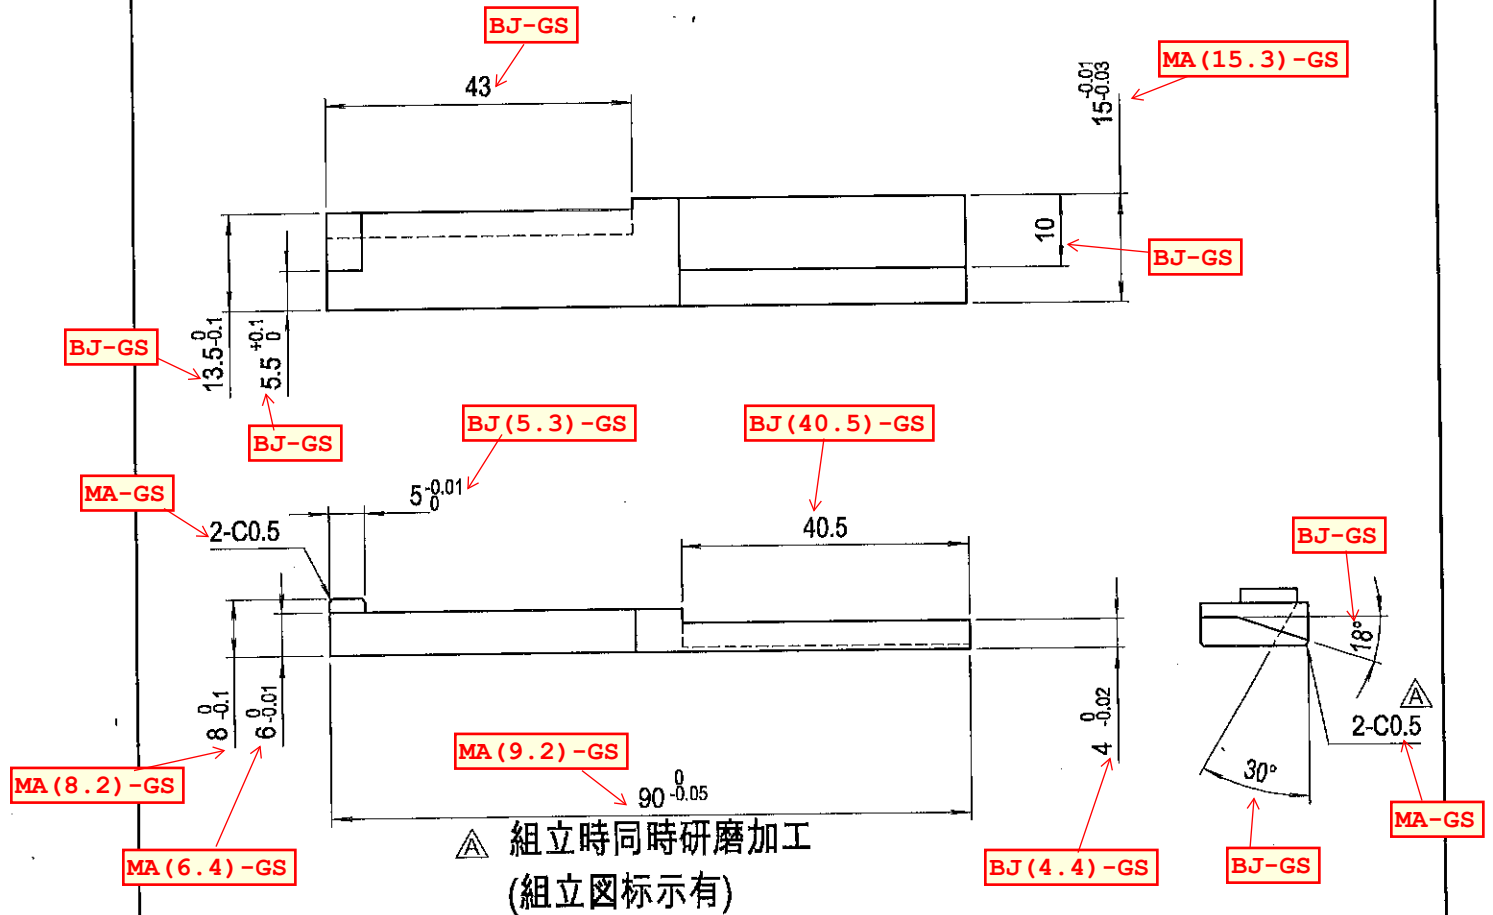 BJ-GS
MA(15.3)-GS
43
15 -0.01 -0.03
10
BJ-GS
BJ-GS
13.5 0 -0.1
5.5 +0.1 0
BJ-GS
BJ(5.3)-GS
BJ(40.5)-GS
MA-GS
5 -0.01 0
2-C0.5
40.5
BJ-GS
18°
A
2-C0.5
8 0 -0.1
6 0 -0.01
4 0 -0.02
MA(9.2)-GS
30°
MA(8.2)-GS
90 0 -0.05
MA-GS
A 組立時同時研磨加工
MA(6.4)-GS
BJ(4.4)-GS
BJ-GS
(組立図标示有)